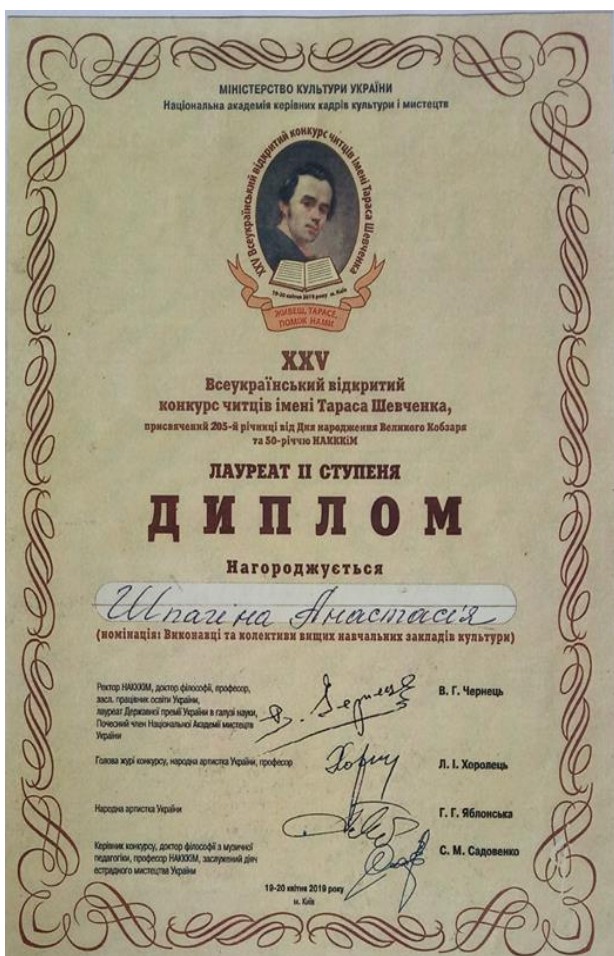 МІНІСТЕРСТВО КУЛЬТУРИ УКРАЇНИ
Національна академія керівних кадрів культури і мистецтв
XXV Всеукраїнський відкритий конкурс читців імені Тараса Шевченка
19-20 квітня 2019 року м. Київ
ЖИВЕШ, ТАРАСЕ,
ПОМІЖ НАМИ
XXV
Всеукраїнський відкритий
конкурс читців імені Тараса Шевченка,
присвячений 205-й річниці від Дня народження Великого Кобзаря
та 50-річчю НАКККіМ
ЛАУРЕАТ II СТУПЕНЯ
ДИПЛОМ
Нагороджується
Шпагіна Анастасія
(номінація: Виконавці та колективи вищих навчальних закладів культури)
Ректор НАКККІМ, доктор філософії, професор,
засл. працівник освіти України,
лауреат Державної премії України в галузі науки,
Почесний член Національної Академії мистецтв
України
В. Г. Чернець
Голова журі конкурсу, народна артистка України, професор
Л. І. Хоролець
Народна артистка України
Г. Г. Яблонська
Керівник конкурсу, доктор філософії з музичної
педагогіки, професор НАКККІМ, заслужений діяч
естрадного мистецтва України
С. М. Садовенко
19-20 квітня 2019 року
м. Київ